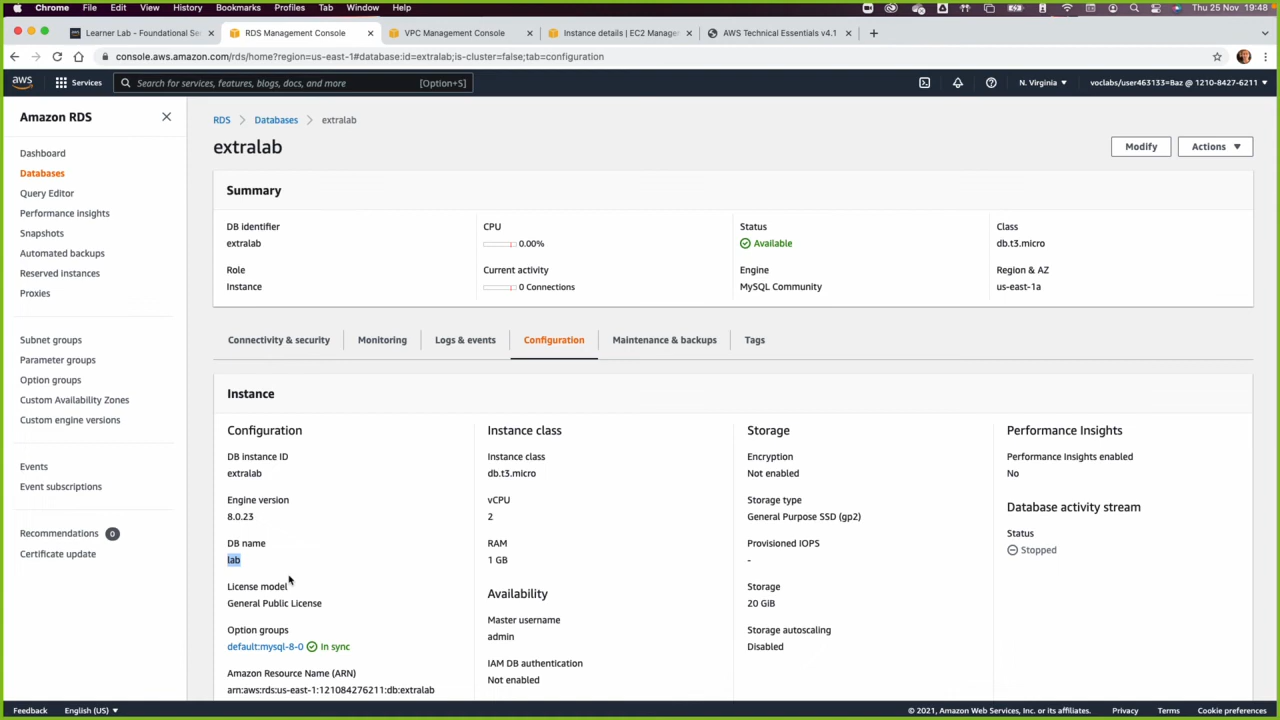 Chrome File Edit View History Bookmarks Profiles Tab Window Help Thu 25 Nov 19:48
Learner Lab - Foundational Se RDS Management Console VPC Management Console Instance details | EC2 Manage AWS Technical Essentials v4.1
console.aws.amazon.com/rds/home?region=us-east-1#database:id=extralab;is-cluster=false;tab=configuration
aws Services Search for services, features, blogs, docs, and more [Option+S] N. Virginia voclabs/user463133=8az @ 1210-8427-6211
Amazon RDS
Dashboard
Databases
Query Editor
Performance insights
Snapshots
Automated backups
Reserved instances
Proxies
Subnet groups
Parameter groups
Option groups
Custom Availability Zones
Custom engine versions
Events
Event subscriptions
Recommendations 0
Certificate update
RDS > Databases > extralab
extralab
Modify Actions
Summary
DB identifier
extralab
CPU
0.00%
Status
Available
Class
db.t3.micro
Role
Instance
Current activity
0 Connections
Engine
MySQL Community
Region & AZ
us-east-1a
Connectivity & security Monitoring Logs & events Configuration Maintenance & backups Tags
Instance
Configuration
DB instance ID
extralab
Engine version
8.0.23
DB name
lab
License model
General Public License
Option groups
default:mysql-8-0 In sync
Amazon Resource Name (ARN)
arn:aws:rds:us-east-1:121084276211:db:extralab
Instance class
Instance class
db.t3.micro
vCPU
2
RAM
1 GB
Availability
Master username
admin
IAM DB authentication
Not enabled
Storage
Encryption
Not enabled
Storage type
General Purpose SSD (gp2)
Provisioned IOPS
-
Storage
20 GiB
Storage autoscaling
Disabled
Performance Insights
Performance Insights enabled
No
Database activity stream
Status
Stopped
Feedback English (US) © 2021, Amazon Web Services, Inc. or its affiliates. Privacy Terms Cookie preferences